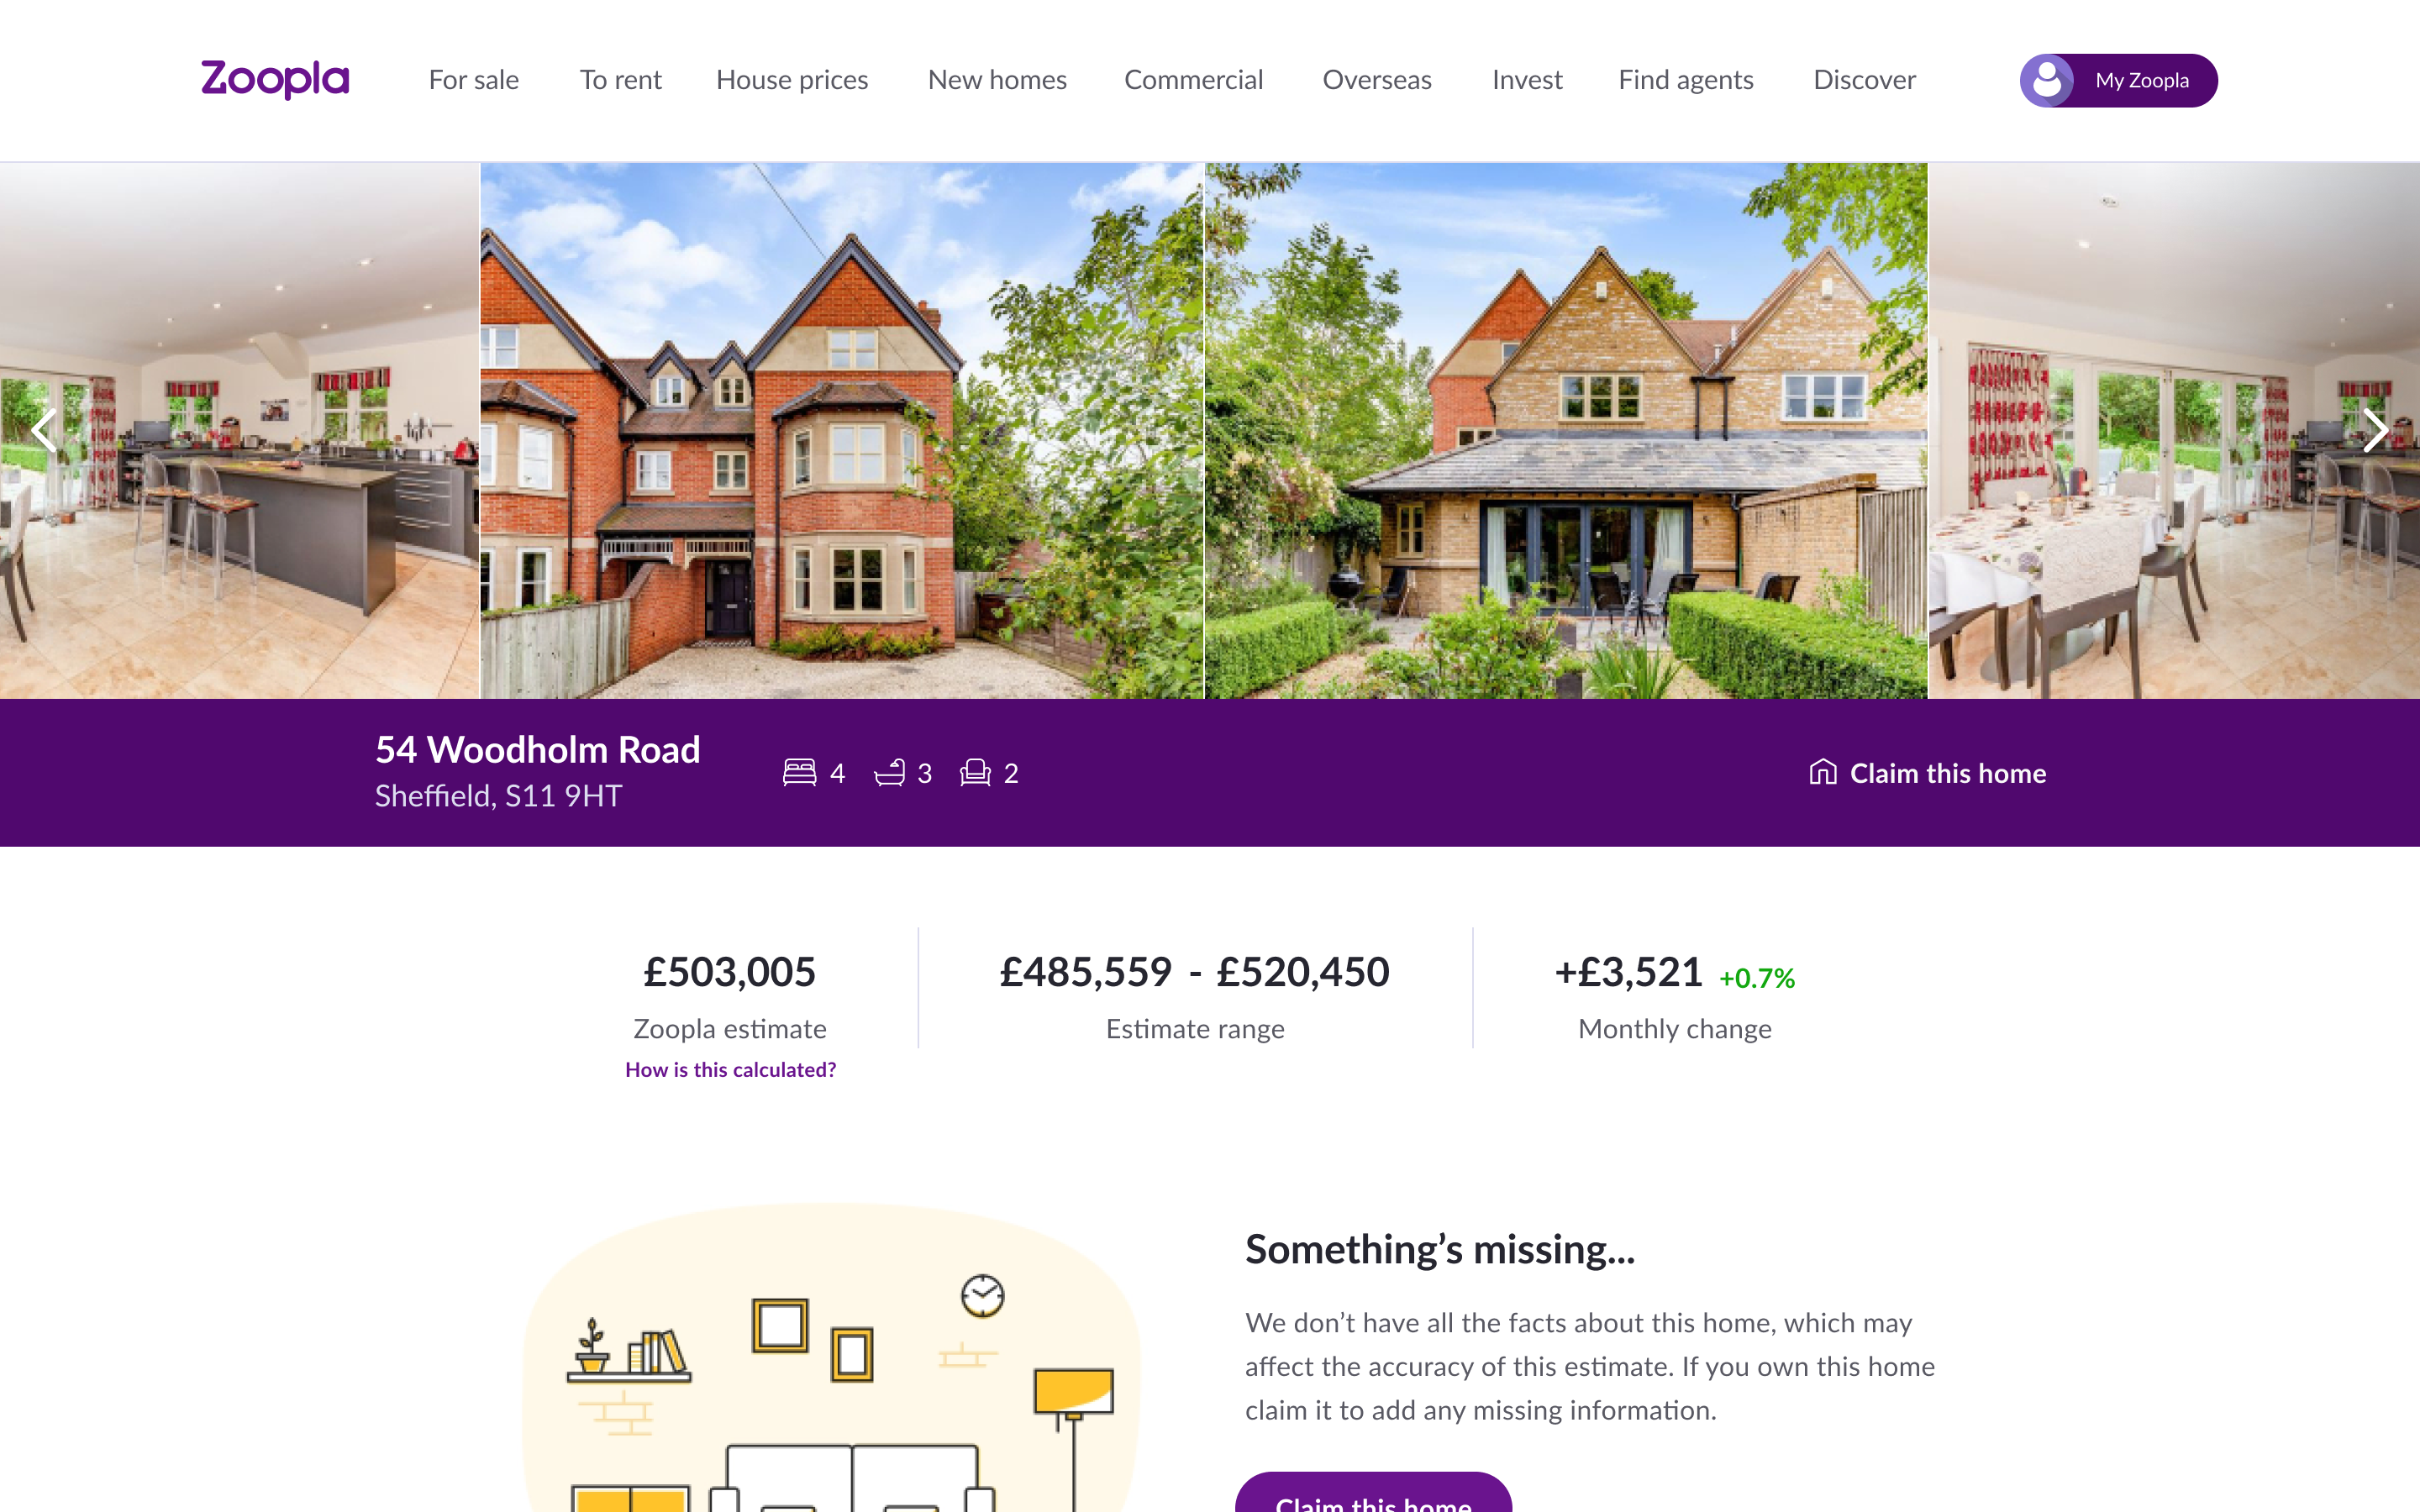 Zoopla For sale To rent House prices New homes Commercial Overseas Invest Find agents Discover My Zoopla
54 Woodholm Road
Sheffield, S11 9HT
4 3 2
Claim this home
£503,005
Zoopla estimate
How is this calculated?
£485,559 - £520,450
Estimate range
+£3,521 +0.7%
Monthly change
Something’s missing...
We don’t have all the facts about this home, which may
affect the accuracy of this estimate. If you own this home
claim it to add any missing information.
Claim this home